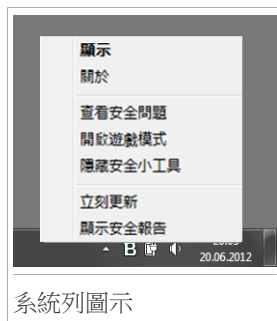 顯示
關於
查看安全問題
開啟遊戲模式
隱藏安全小工具
立刻更新
顯示安全報告
B
20.06.2012
系統列圖示